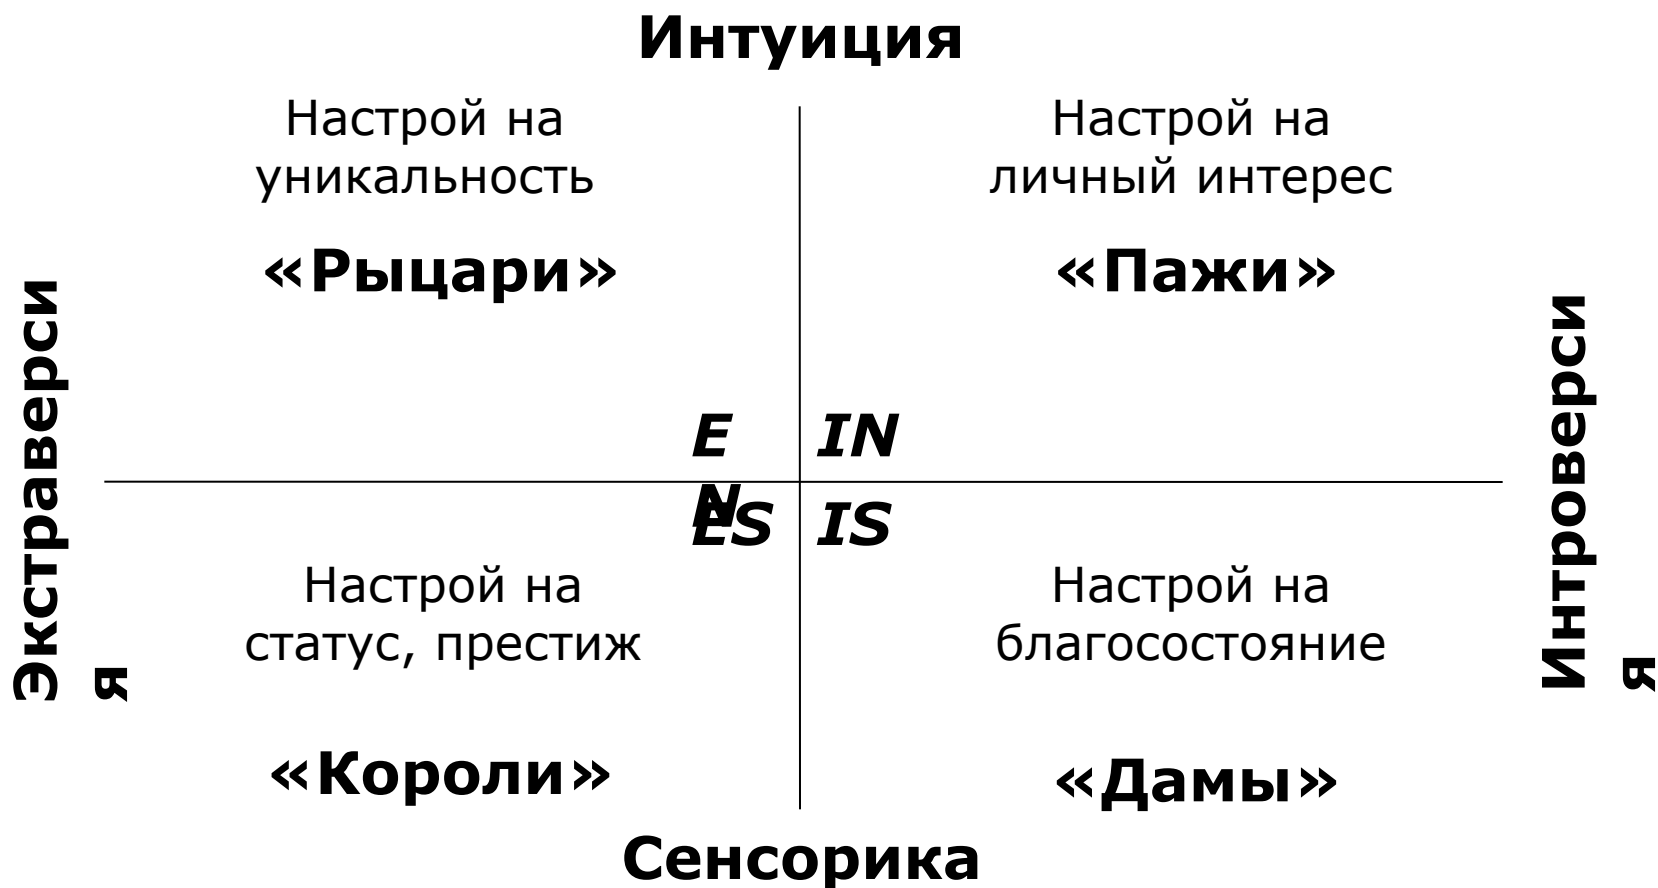 Интуиция
Настрой на
уникальность
«Рыцари»
Настрой на
личный интерес
«Пажи»
Экстраверси
я
Интроверси
я
E
N
IN
ES
IS
Настрой на
статус, престиж
«Короли»
Настрой на
благосостояние
«Дамы»
Сенсорика